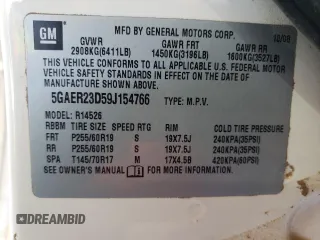 GM
MFD BY GENERAL MOTORS CORP. 10/08
GVWR GAWR FRT GAWR RR
2908KG(6411LB) 1450KG(3196LB) 1600KG(3527LB)
THIS VEHICLE CONFORMS TO ALL APPLICABLE U.S. FEDERAL
MOTOR VEHICLE SAFETY STANDARDS IN EFFECT ON THE DATE OF
MANUFACTURE SHOWN ABOVE.
5GAER23D59J154766 TYPE: M.P.V.
MODEL: R14526
RBBM TIRE SIZE SPEED RTG RIM COLD TIRE PRESSURE
FRT P255/60R19 S 19X7.5J 240KPA(35PSI)
RR P255/60R19 S 19X7.5J 240KPA(35PSI)
SPA T145/70R17 M 17X4.5B 420KPA(60PSI)
SEE OWNER'S MANUAL FOR MORE INFORMATION.
DREAMBID